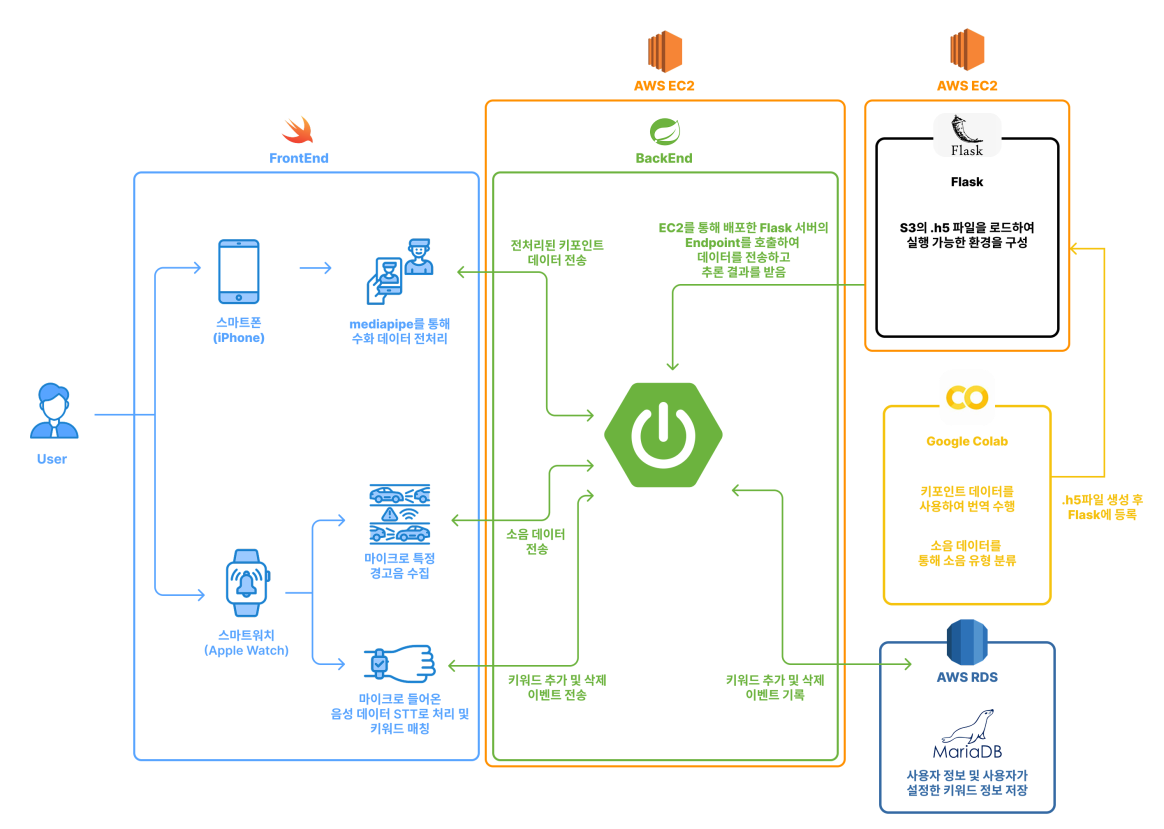 AWS EC2
AWS EC2
FrontEnd
BackEnd
Flask
Flask
S3의 .h5 파일을 로드하여
실행 가능한 환경을 구성
EC2를 통해 배포한 Flask 서버의
Endpoint를 호출하여
데이터를 전송하고
추론 결과를 받음
전처리된 키포인트
데이터 전송
스마트폰
(iPhone)
mediapipe를 통해
수화 데이터 전처리
User
Google Colab
키포인트 데이터를
사용하여 번역 수행
소음 데이터를
통해 소음 유형 분류
.h5파일 생성 후
Flask에 등록
소음 데이터
전송
마이크로 특정
경고음 수집
스마트워치
(Apple Watch)
키워드 추가 및 삭제
이벤트 전송
키워드 추가 및 삭제
이벤트 기록
마이크로 들어온
음성 데이터 STT로 처리 및
키워드 매칭
AWS RDS
MariaDB
사용자 정보 및 사용자가
설정한 키워드 정보 저장